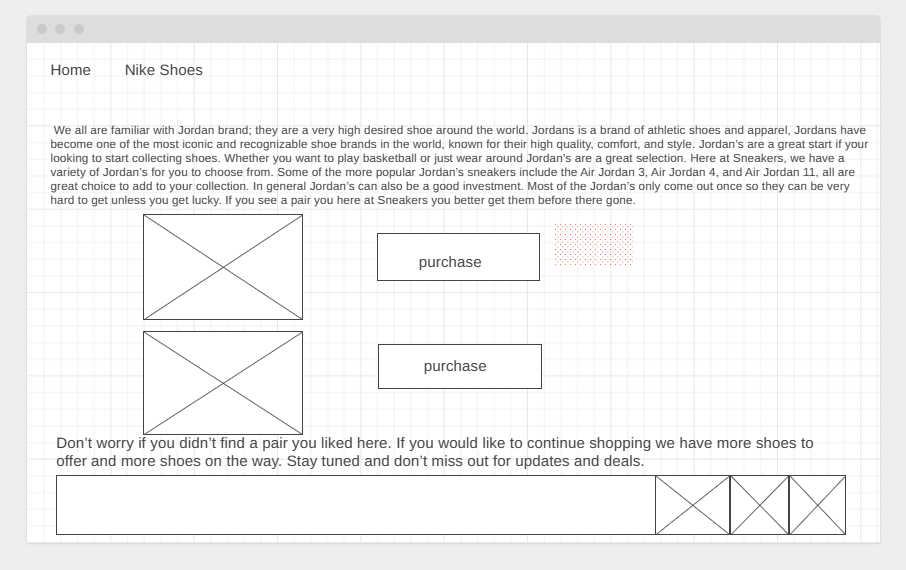 Home Nike Shoes
We all are familiar with Jordan brand; they are a very high desired shoe around the world. Jordans is a brand of athletic shoes and apparel, Jordans have
become one of the most iconic and recognizable shoe brands in the world, known for their high quality, comfort, and style. Jordan’s are a great start if your
looking to start collecting shoes. Whether you want to play basketball or just wear around Jordan’s are a great selection. Here at Sneakers, we have a
variety of Jordan’s for you to choose from. Some of the more popular Jordan’s sneakers include the Air Jordan 3, Air Jordan 4, and Air Jordan 11, all are
great choice to add to your collection. In general Jordan’s can also be a good investment. Most of the Jordan’s only come out once so they can be very
hard to get unless you get lucky. If you see a pair you here at Sneakers you better get them before there gone.
purchase
purchase
Don’t worry if you didn’t find a pair you liked here. If you would like to continue shopping we have more shoes to
offer and more shoes on the way. Stay tuned and don’t miss out for updates and deals.